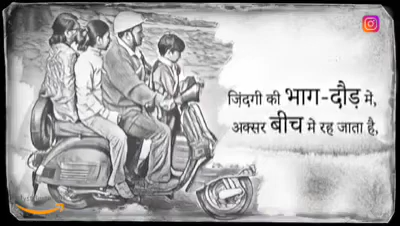 जिंदगी की भाग-दौड़ मे,
अक्सर बीच मे रह जाता है,